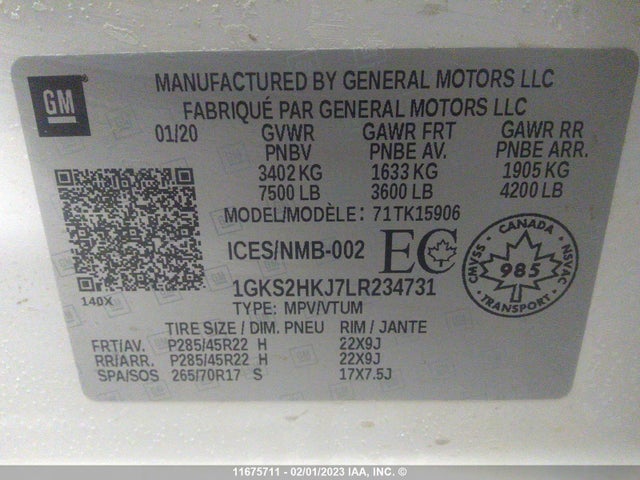 GM
MANUFACTURED BY GENERAL MOTORS LLC
FABRIQUÉ PAR GENERAL MOTORS LLC
01/20 GVWR GAWR FRT GAWR RR
PNBV PNBE AV. PNBE ARR.
3402 KG 1633 KG 1905 KG
7500 LB 3600 LB 4200 LB
MODEL/MODÈLE: 71TK15906
ICES/NMB-002 EC
CANADA
CMVSS 985 NSVAC
TRANSPORT
1GKS2HKJ7LR234731
140X
TYPE: MPV/VTUM
TIRE SIZE / DIM. PNEU RIM / JANTE
FRT/AV. P285/45R22 H 22X9J
RR/ARR. P285/45R22 H 22X9J
SPA/SOS 265/70R17 S 17X7.5J
11675711 - 02/01/2023 IAA, INC. ©